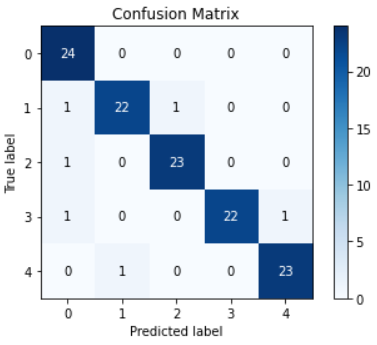 Confusion Matrix
0 24 0 0 0 0
1 1 22 1 0 0
2 1 0 23 0 0
3 1 0 0 22 1
4 0 1 0 0 23
0 1 2 3 4
True label
Predicted label
20
15
10
5
0